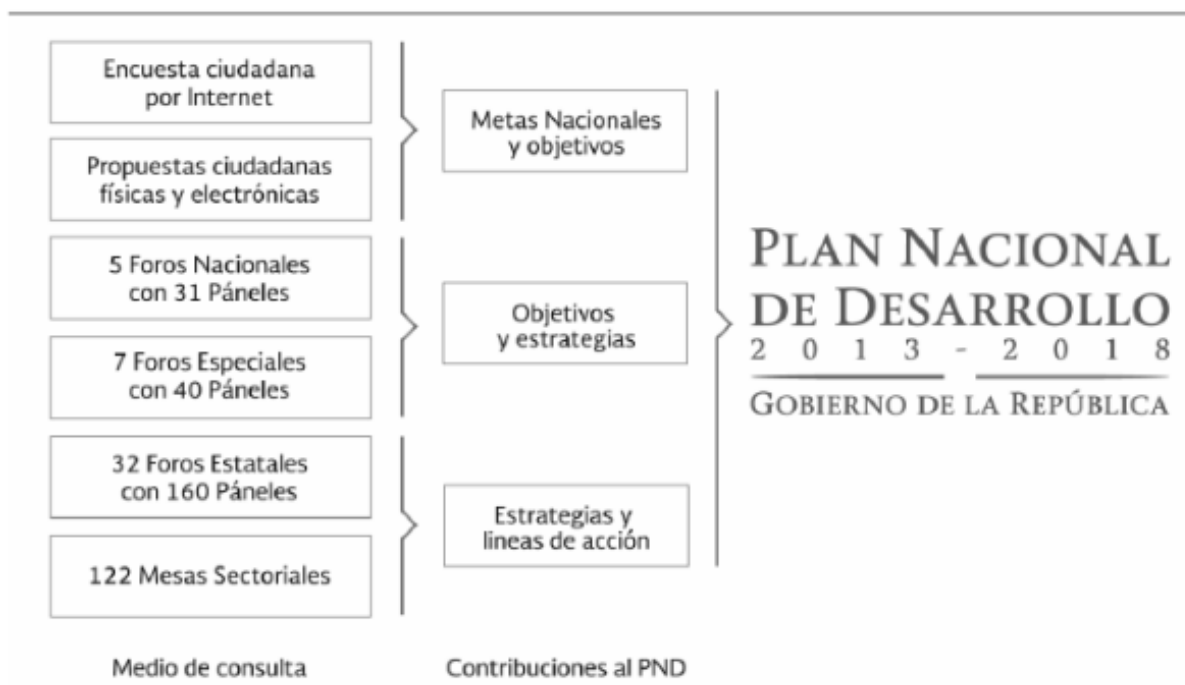 Encuesta ciudadana
por Internet
Propuestas ciudadanas
físicas y electrónicas
5 Foros Nacionales
con 31 Páneles
7 Foros Especiales
con 40 Páneles
32 Foros Estatales
con 160 Páneles
122 Mesas Sectoriales
Medio de consulta
Metas Nacionales
y objetivos
Objetivos
y estrategias
Estrategias y
lineas de acción
Contribuciones al PND
PLAN NACIONAL
DE DESARROLLO
2013-2018
GOBIERNO DE LA REPÚBLICA